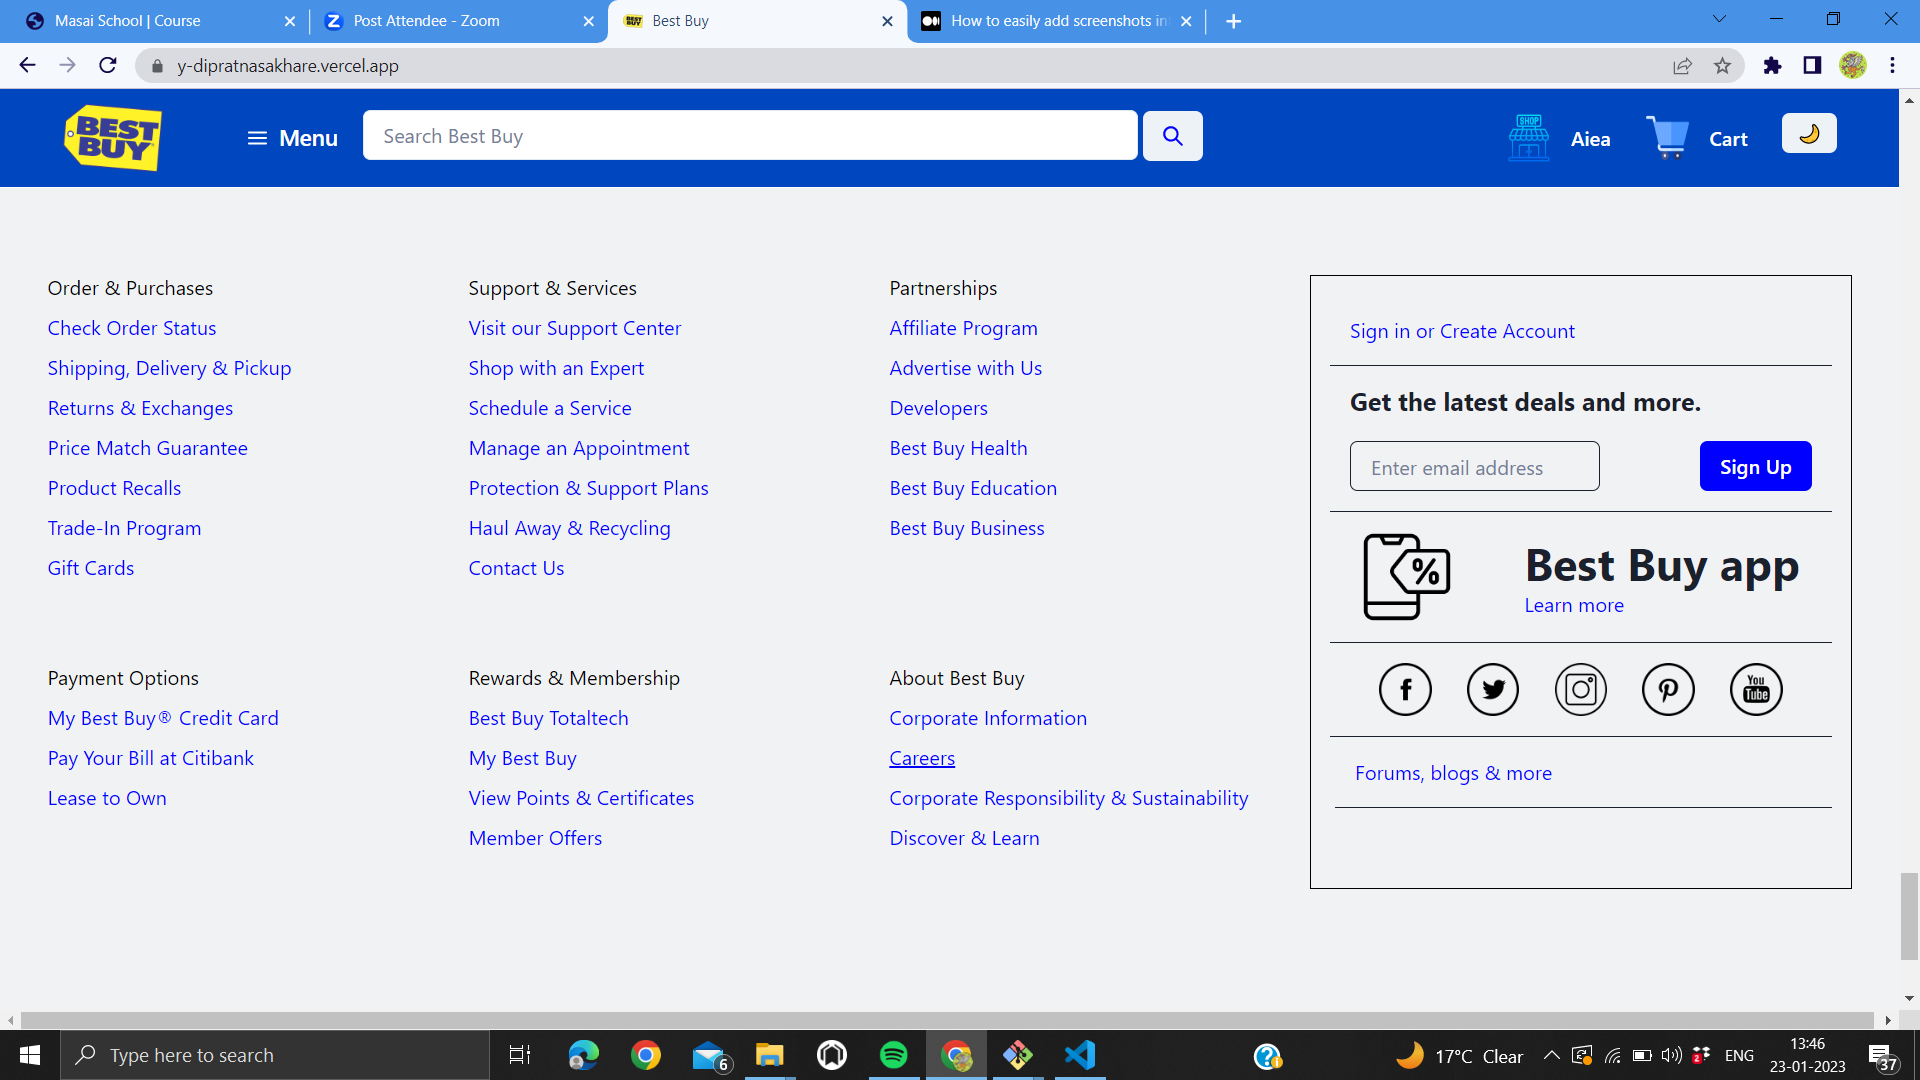 Masai School | Course
Post Attendee - Zoom
Best Buy
How to easily add screenshots in
y-dipratnasakhare.vercel.app
BEST BUY
Menu
Search Best Buy
SHOP
Aiea
Cart
Order & Purchases
Check Order Status
Shipping, Delivery & Pickup
Returns & Exchanges
Price Match Guarantee
Product Recalls
Trade-In Program
Gift Cards
Support & Services
Visit our Support Center
Shop with an Expert
Schedule a Service
Manage an Appointment
Protection & Support Plans
Haul Away & Recycling
Contact Us
Partnerships
Affiliate Program
Advertise with Us
Developers
Best Buy Health
Best Buy Education
Best Buy Business
Payment Options
My Best Buy® Credit Card
Pay Your Bill at Citibank
Lease to Own
Rewards & Membership
Best Buy Totaltech
My Best Buy
View Points & Certificates
Member Offers
About Best Buy
Corporate Information
Careers
Corporate Responsibility & Sustainability
Discover & Learn
Sign in or Create Account
Get the latest deals and more.
Enter email address
Sign Up
%
Best Buy app
Learn more
You Tube
Forums, blogs & more
Type here to search
6
17°C Clear
2
ENG
13:46
23-01-2023
37